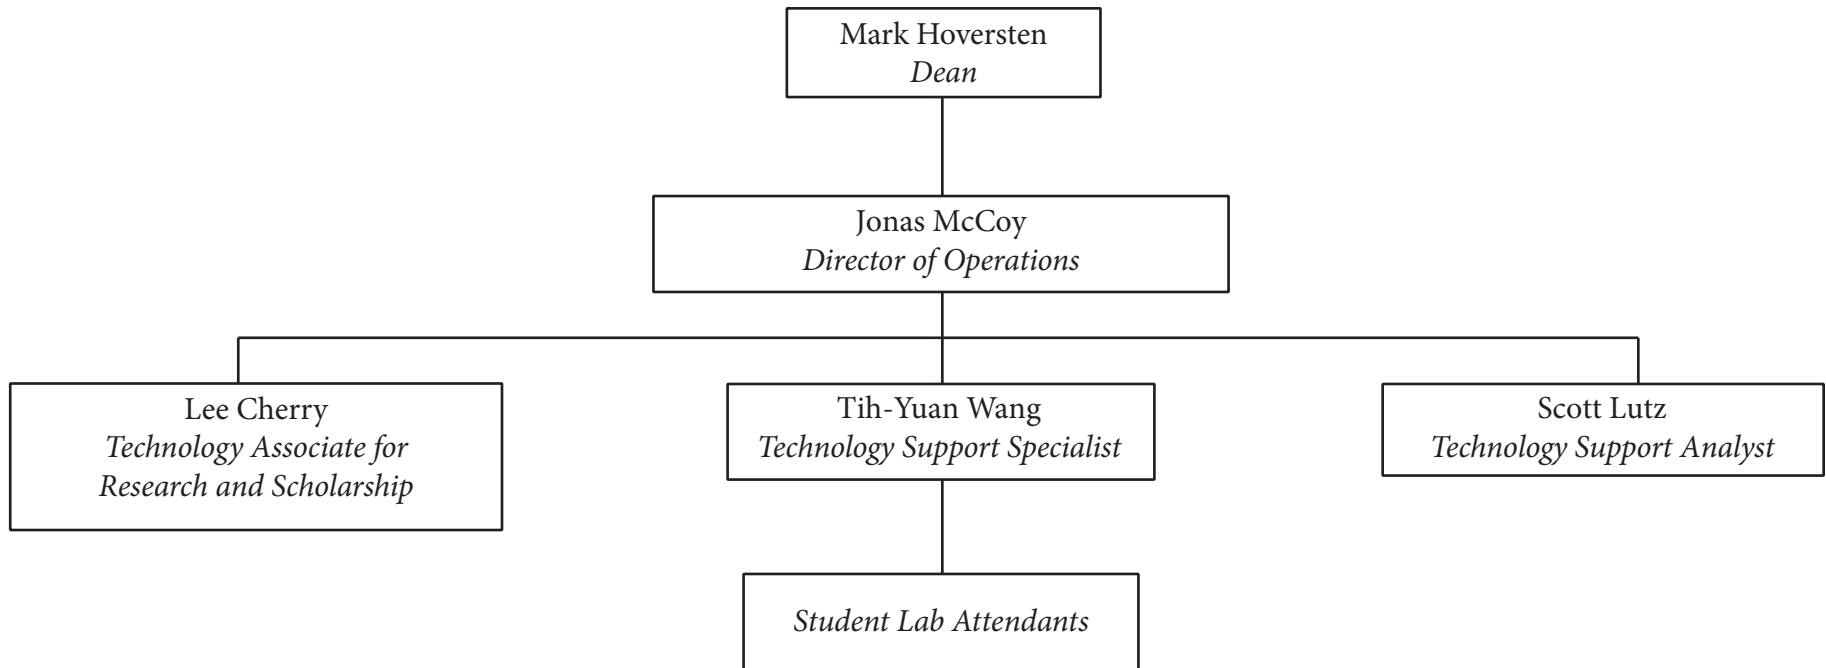 Mark Hoversten
Dean
Jonas McCoy
Director of Operations
Lee Cherry
Technology Associate for
Research and Scholarship
Tih-Yuan Wang
Technology Support Specialist
Scott Lutz
Technology Support Analyst
Student Lab Attendants